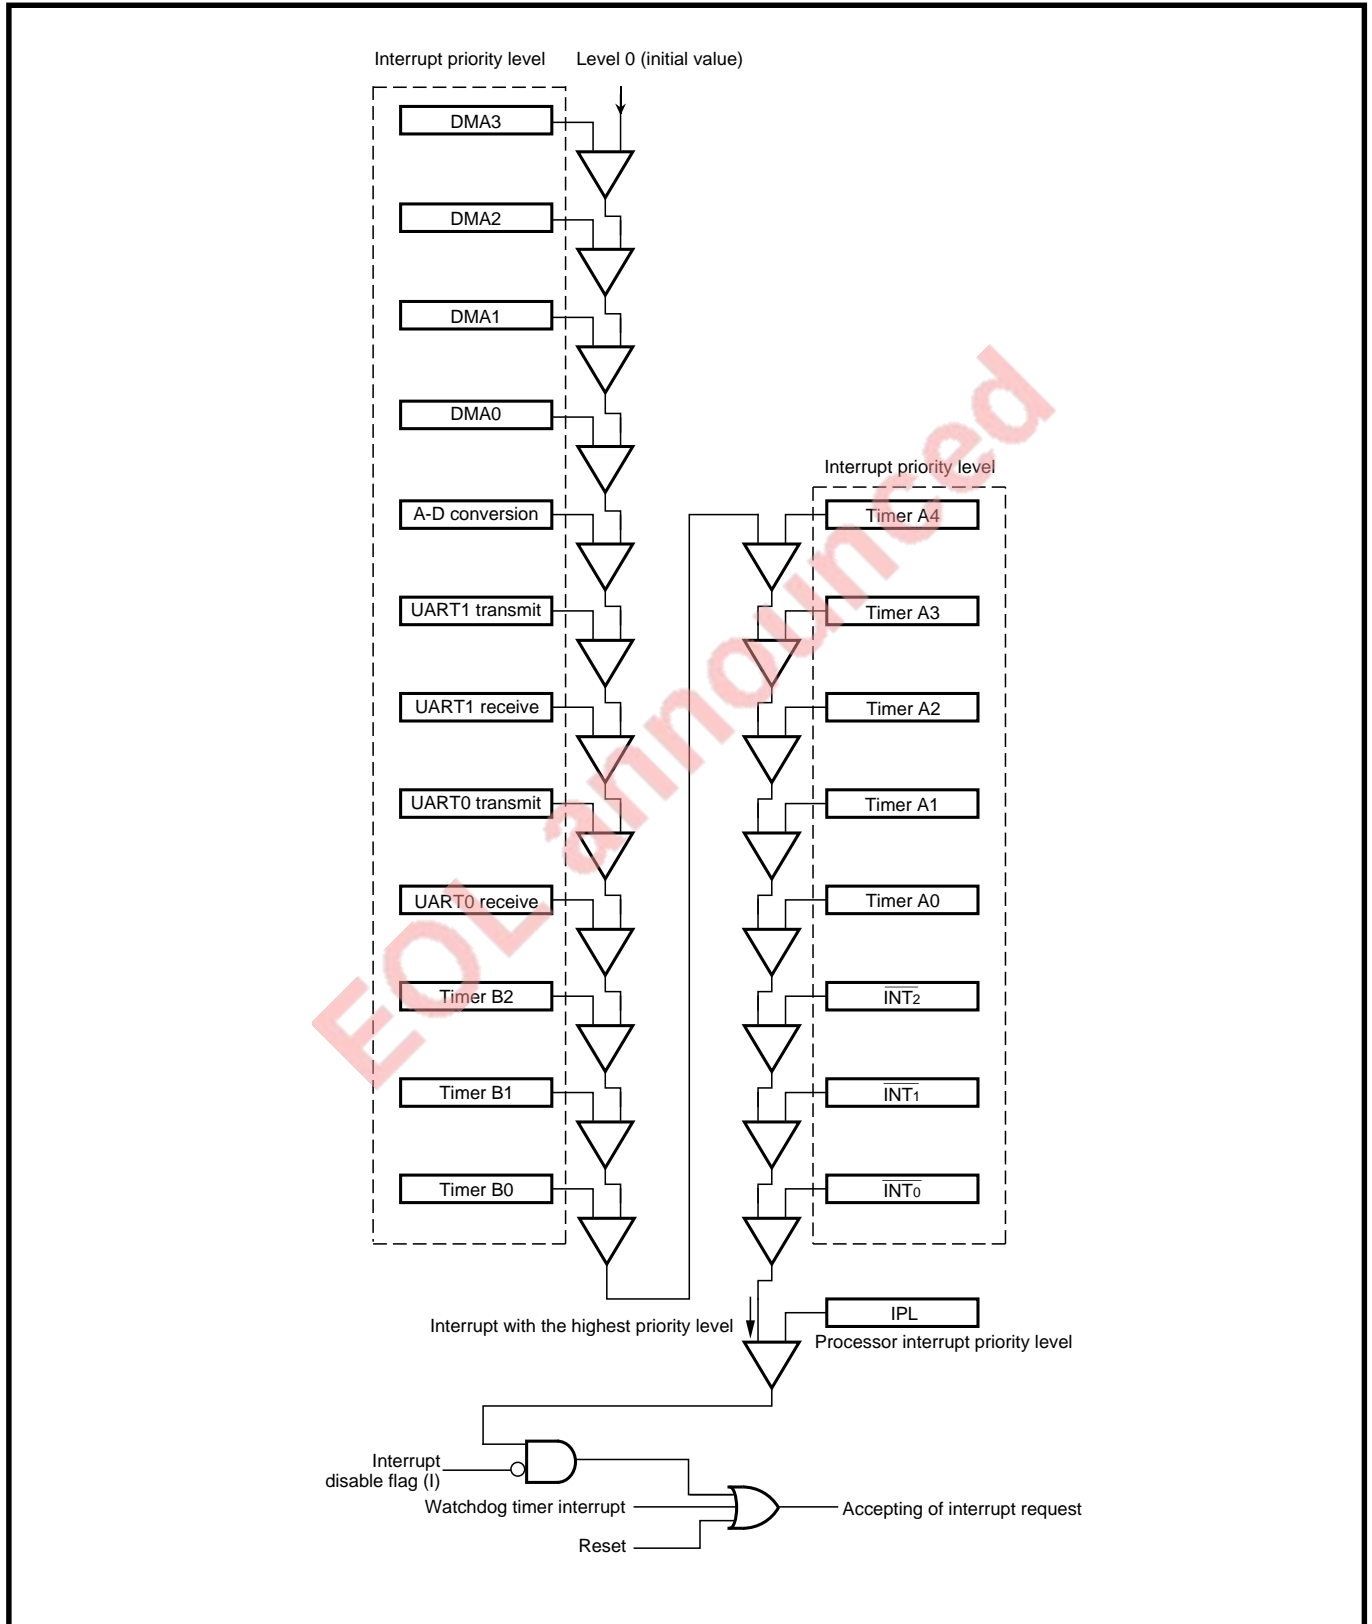 Interrupt priority level
Level 0 (initial value)
DMA3
DMA2
DMA1
DMA0
A-D conversion
UART1 transmit
UART1 receive
UART0 transmit
UART0 receive
Timer B2
Timer B1
Timer B0
Interrupt priority level
Timer A4
Timer A3
Timer A2
Timer A1
Timer A0
INT2
INT1
INT0
IPL
Processor interrupt priority level
Interrupt with the highest priority level
Interrupt
disable flag (I)
Watchdog timer interrupt
Reset
Accepting of interrupt request
EOL announced